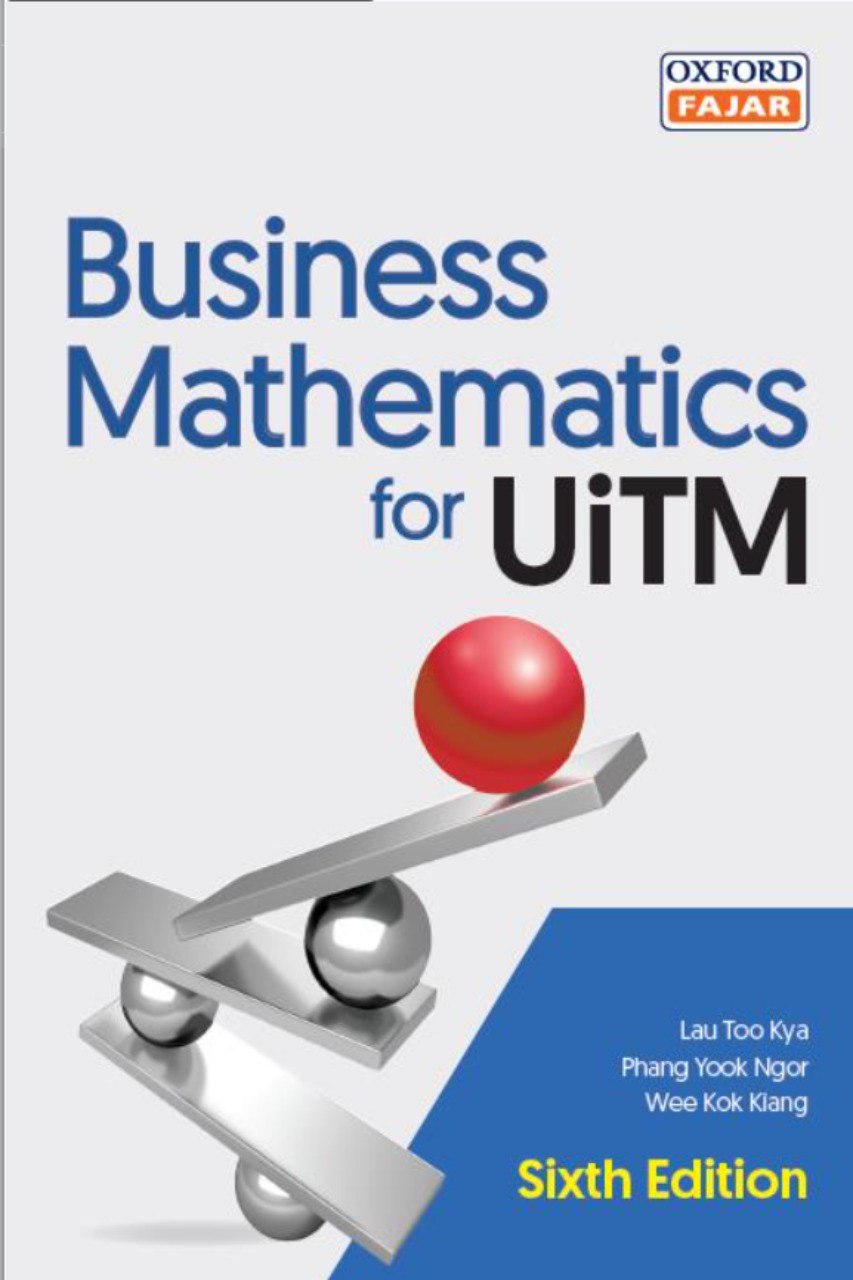 OXFORD
FAJAR
Business
Mathematics
for UiTM
Lau Too Kya
Phang Yook Ngor
Wee Kok Kiang
Sixth Edition